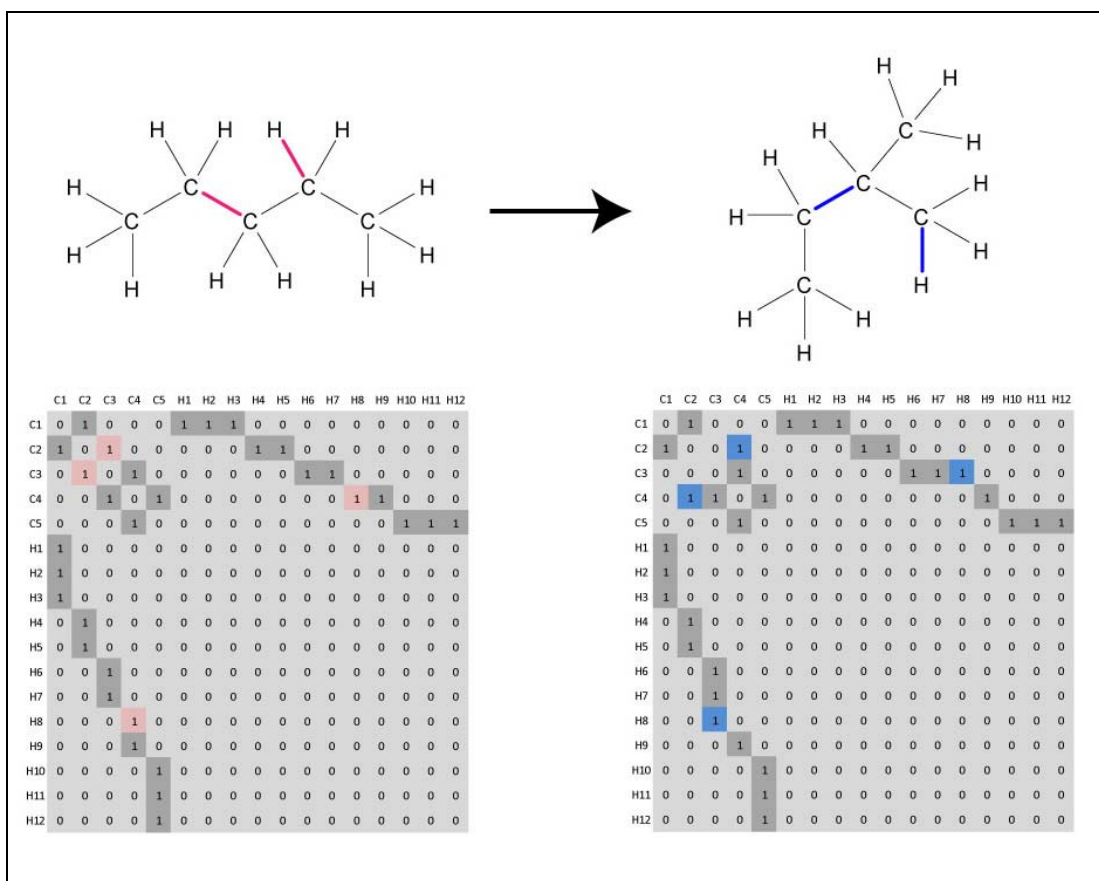 H H H H
H C C H
C C C
H H
H H
H H
H
H
H C
H
H
C H
H C C
H
C H
H H
H
C1 C2 C3 C4 C5 H1 H2 H3 H4 H5 H6 H7 H8 H9 H10 H11 H12
C1 0 1 0 0 0 1 1 1 0 0 0 0 0 0 0 0 0
C2 1 0 1 0 0 0 0 0 1 1 0 0 0 0 0 0 0
C3 0 1 0 1 0 0 0 0 0 0 1 1 0 0 0 0 0
C4 0 0 1 0 1 0 0 0 0 0 0 0 1 1 0 0 0
C5 0 0 0 1 0 0 0 0 0 0 0 0 0 0 1 1 1
H1 1 0 0 0 0 0 0 0 0 0 0 0 0 0 0 0 0
H2 1 0 0 0 0 0 0 0 0 0 0 0 0 0 0 0 0
H3 1 0 0 0 0 0 0 0 0 0 0 0 0 0 0 0 0
H4 0 1 0 0 0 0 0 0 0 0 0 0 0 0 0 0 0
H5 0 1 0 0 0 0 0 0 0 0 0 0 0 0 0 0 0
H6 0 0 1 0 0 0 0 0 0 0 0 0 0 0 0 0 0
H7 0 0 1 0 0 0 0 0 0 0 0 0 0 0 0 0 0
H8 0 0 0 1 0 0 0 0 0 0 0 0 0 0 0 0 0
H9 0 0 0 1 0 0 0 0 0 0 0 0 0 0 0 0 0
H10 0 0 0 0 1 0 0 0 0 0 0 0 0 0 0 0 0
H11 0 0 0 0 1 0 0 0 0 0 0 0 0 0 0 0 0
H12 0 0 0 0 1 0 0 0 0 0 0 0 0 0 0 0 0
C1 C2 C3 C4 C5 H1 H2 H3 H4 H5 H6 H7 H8 H9 H10 H11 H12
C1 0 1 0 0 0 1 1 1 0 0 0 0 0 0 0 0 0
C2 1 0 0 1 0 0 0 0 1 1 0 0 0 0 0 0 0
C3 0 0 0 1 0 0 0 0 0 0 1 1 1 0 0 0 0
C4 0 1 1 0 1 0 0 0 0 0 0 0 0 1 0 0 0
C5 0 0 0 1 0 0 0 0 0 0 0 0 0 0 1 1 1
H1 1 0 0 0 0 0 0 0 0 0 0 0 0 0 0 0 0
H2 1 0 0 0 0 0 0 0 0 0 0 0 0 0 0 0 0
H3 1 0 0 0 0 0 0 0 0 0 0 0 0 0 0 0 0
H4 0 1 0 0 0 0 0 0 0 0 0 0 0 0 0 0 0
H5 0 1 0 0 0 0 0 0 0 0 0 0 0 0 0 0 0
H6 0 0 1 0 0 0 0 0 0 0 0 0 0 0 0 0 0
H7 0 0 1 0 0 0 0 0 0 0 0 0 0 0 0 0 0
H8 0 0 1 0 0 0 0 0 0 0 0 0 0 0 0 0 0
H9 0 0 0 1 0 0 0 0 0 0 0 0 0 0 0 0 0
H10 0 0 0 0 1 0 0 0 0 0 0 0 0 0 0 0 0
H11 0 0 0 0 1 0 0 0 0 0 0 0 0 0 0 0 0
H12 0 0 0 0 1 0 0 0 0 0 0 0 0 0 0 0 0